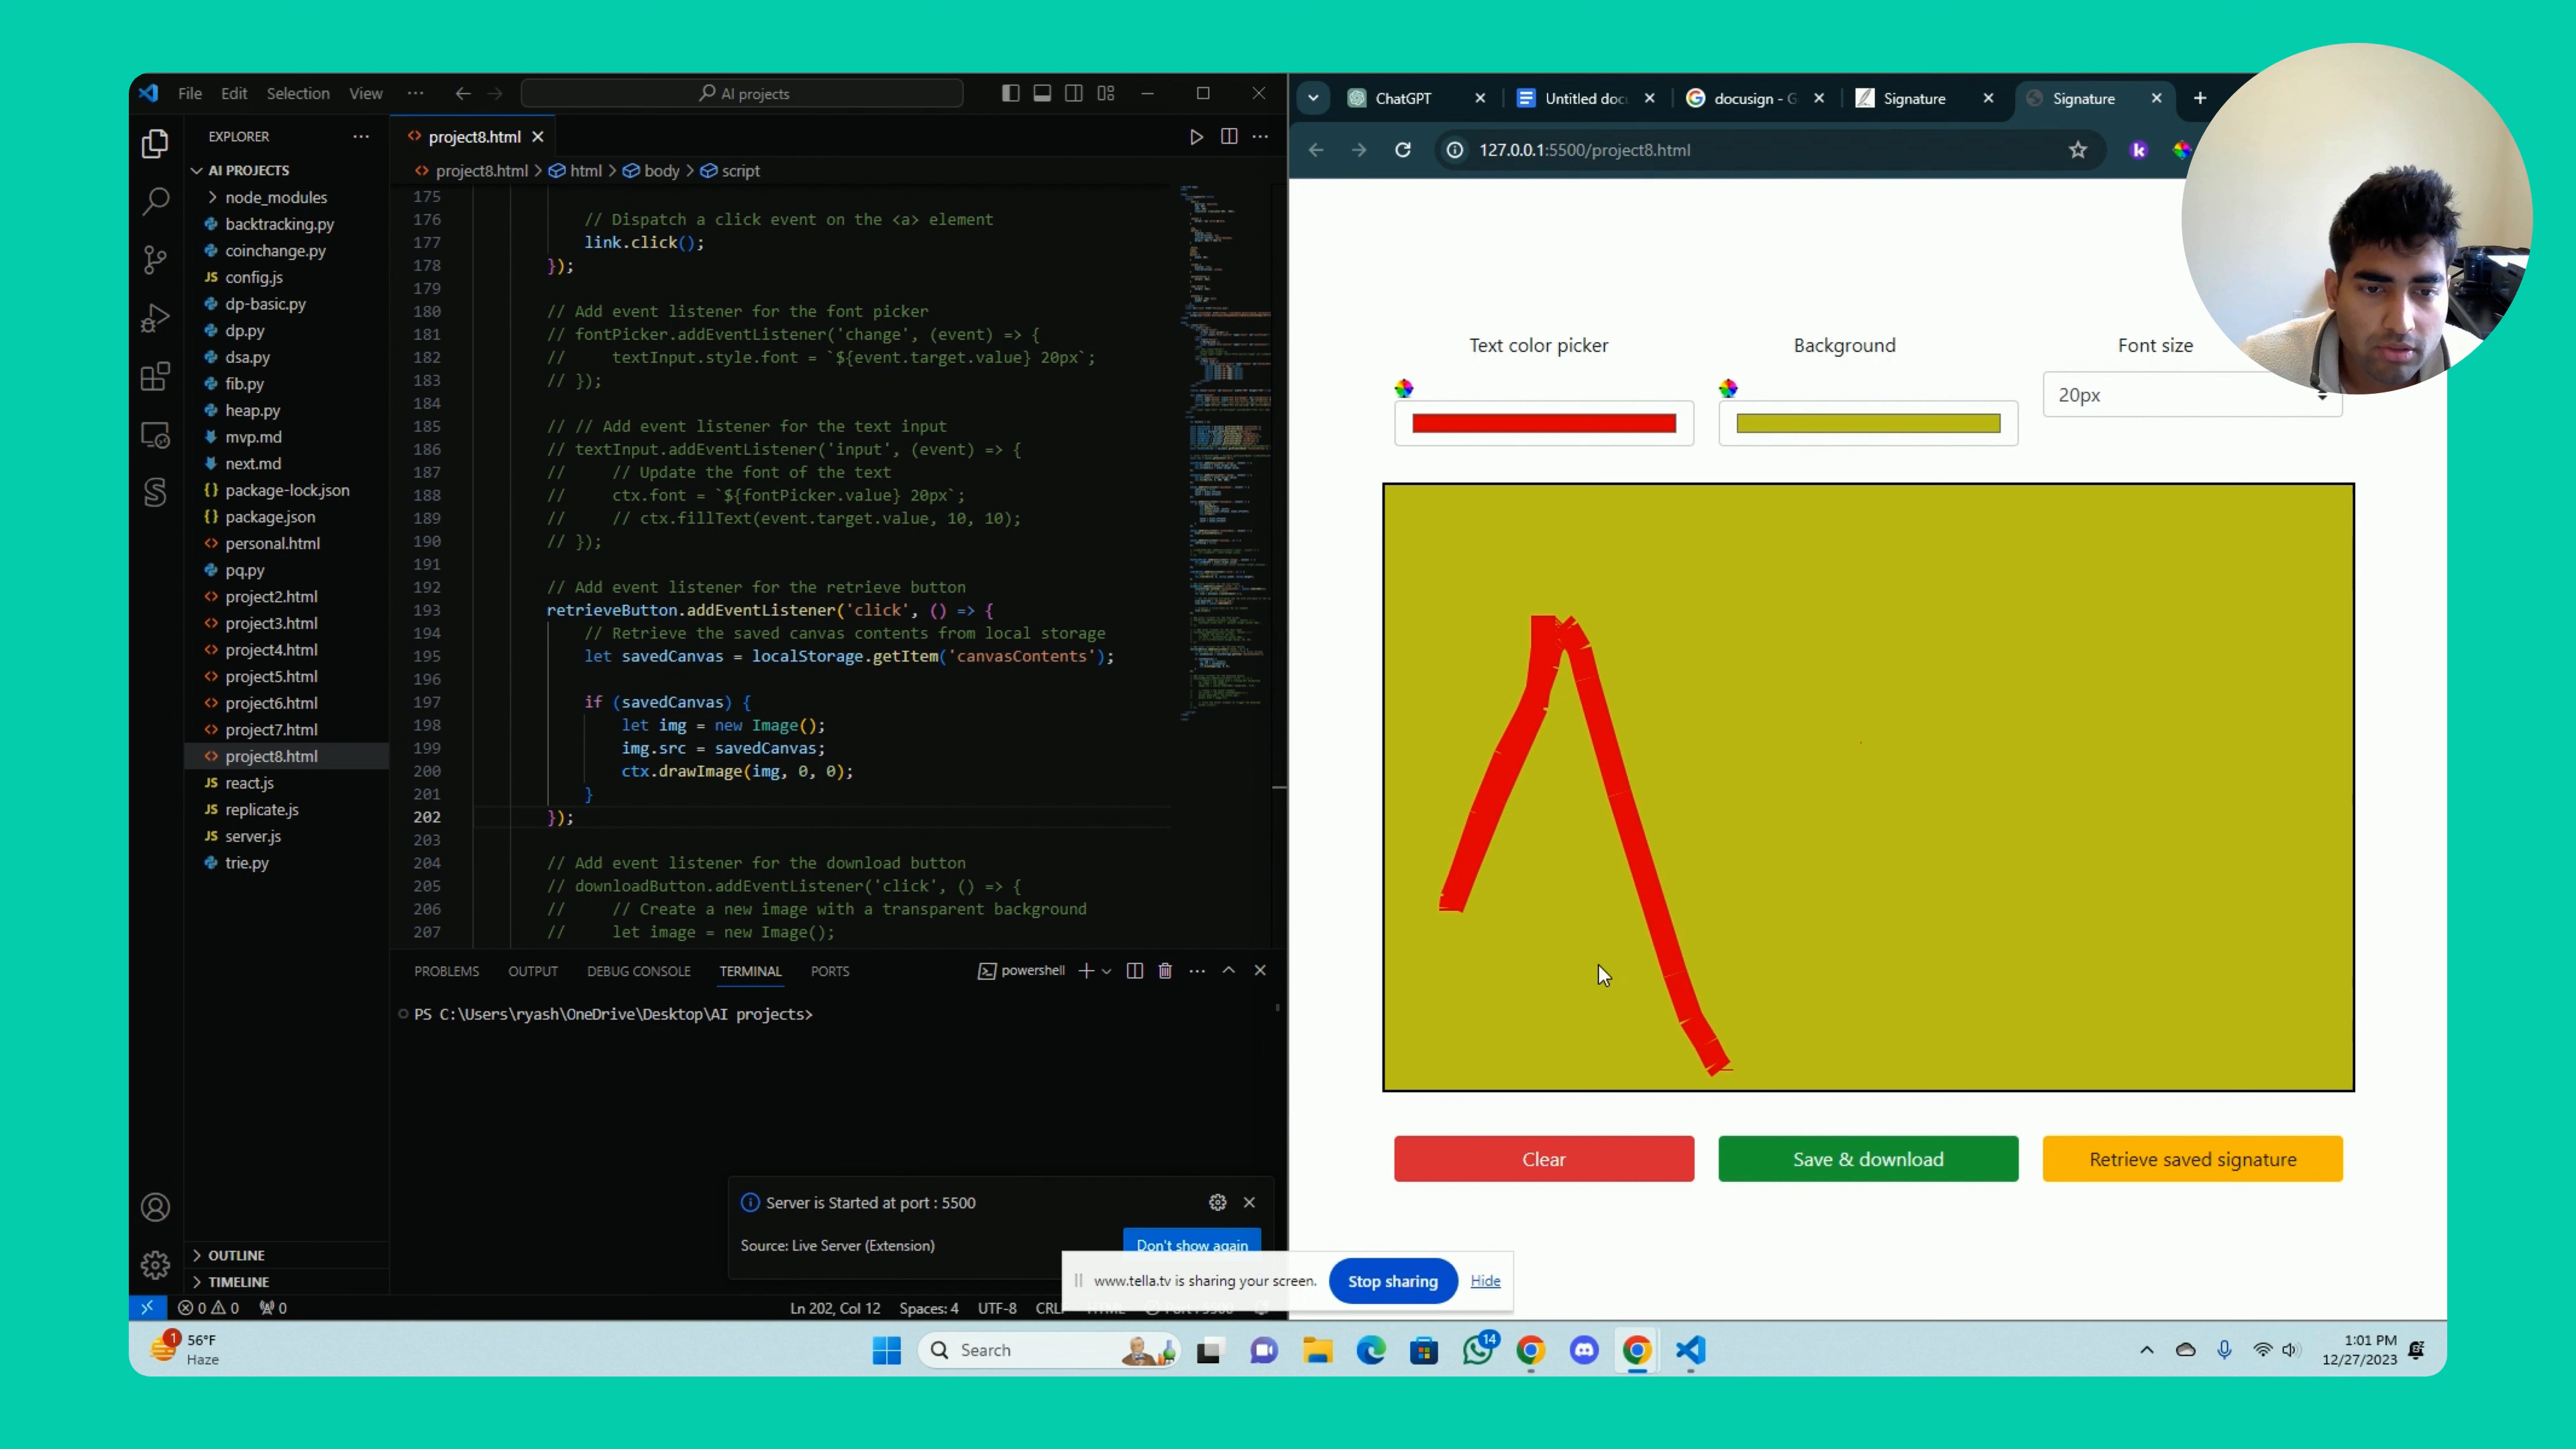 File Edit Selection View ··· AI projects
EXPLORER ···
AI PROJECTS
node_modules
backtracking.py
coinchange.py
JS config.js
dp-basic.py
dp.py
dsa.py
fib.py
heap.py
mvp.md
next.md
{} package-lock.json
{} package.json
<> personal.html
pq.py
<> project2.html
<> project3.html
<> project4.html
<> project5.html
<> project6.html
<> project7.html
<> project8.html
JS react.js
JS replicate.js
JS server.js
trie.py
OUTLINE
TIMELINE
<> project8.html
<> project8.html > html > body > script
175
176 // Dispatch a click event on the <a> element
177 link.click();
178 });
179
180 // Add event listener for the font picker
181 // fontPicker.addEventListener('change', (event) => {
182 //     textInput.style.font = `${event.target.value} 20px`;
183 // });
184
185 // // Add event listener for the text input
186 // textInput.addEventListener('input', (event) => {
187 //     // Update the font of the text
188 //     ctx.font = `${fontPicker.value} 20px`;
189 //     // ctx.fillText(event.target.value, 10, 10);
190 // });
191
192 // Add event listener for the retrieve button
193 retrieveButton.addEventListener('click', () => {
194 // Retrieve the saved canvas contents from local storage
195 let savedCanvas = localStorage.getItem('canvasContents');
196
197 if (savedCanvas) {
198 let img = new Image();
199 img.src = savedCanvas;
200 ctx.drawImage(img, 0, 0);
201 }
202 });
203
204 // Add event listener for the download button
205 // downloadButton.addEventListener('click', () => {
206 //     // Create a new image with a transparent background
207 //     let image = new Image();
PROBLEMS OUTPUT DEBUG CONSOLE TERMINAL PORTS powershell
PS C:\Users\ryash\OneDrive\Desktop\AI projects>
Server is Started at port : 5500
Source: Live Server (Extension)
Don't show again
0 0 0 Ln 202, Col 12 Spaces: 4 UTF-8
ChatGPT
Untitled
docusign - G
Signature
Signature
127.0.0.1:5500/project8.html
k
Text color picker Background Font size
20px
Clear
Save & download
Retrieve saved signature
www.tella.tv is sharing your screen. Stop sharing Hide
1 56°F
Haze
Search
14
1:01 PM
12/27/2023